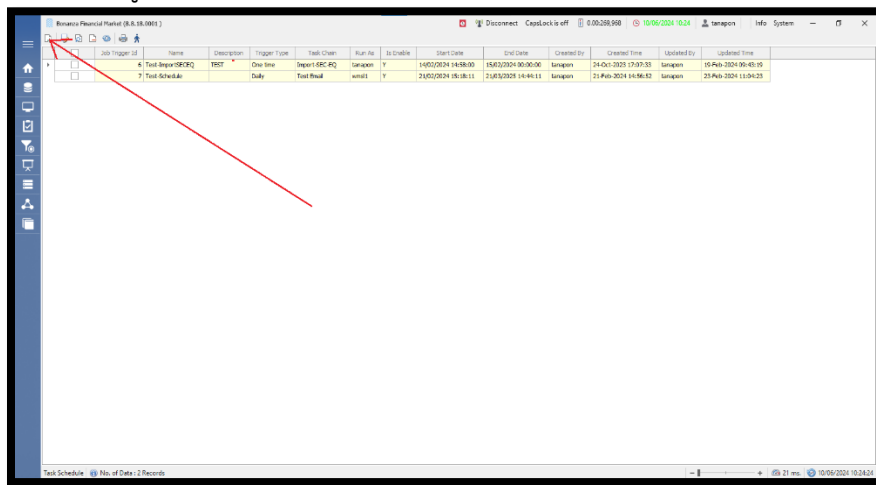 Bonanza Financial Market (8.8.18.0001 )
Disconnect CapsLock is off 0.00:269,968 10/06/2024 10:24 tanapon Info System
Job Trigger Id Name Description Trigger Type Task Chain Run As Is Enable Start Date End Date Created By Created Time Updated By Updated Time
6 Test-ImportSECEQ TEST One time Import-SEC-EQ tanapon Y 14/02/2024 14:58:00 15/02/2024 00:00:00 tanapon 24-Oct-2023 17:07:33 tanapon 19-Feb-2024 09:43:19
7 Test-Schedule Daily Test Email wmd1 Y 21/02/2024 15:18:11 21/03/2025 14:44:11 tanapon 21-Feb-2024 14:56:52 tanapon 23-Feb-2024 11:04:23
Task Schedule No. of Data : 2 Records 21 ms. 10/06/2024 10:24:24